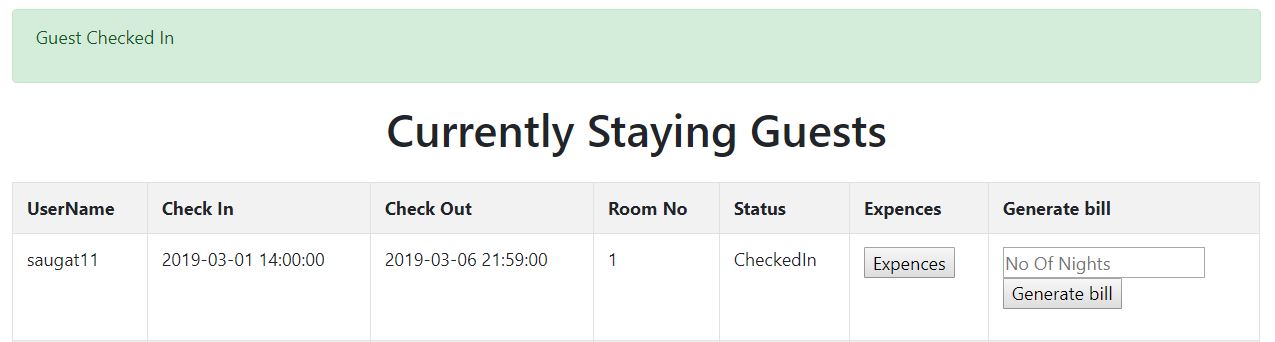 Guest Checked In
Currently Staying Guests
UserName Check In Check Out Room No Status Expences Generate bill
saugat11 2019-03-01 14:00:00 2019-03-06 21:59:00 1 CheckedIn Expences No Of Nights
Generate bill